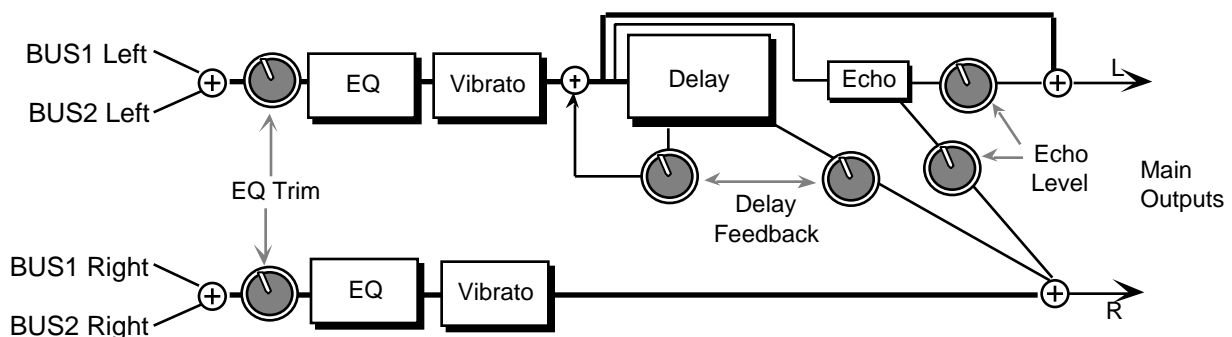 BUS1 Left
BUS2 Left
EQ
Vibrato
Delay
Echo
L
EQ Trim
Delay
Feedback
Echo
Level
Main
Outputs
BUS1 Right
BUS2 Right
EQ
Vibrato
R